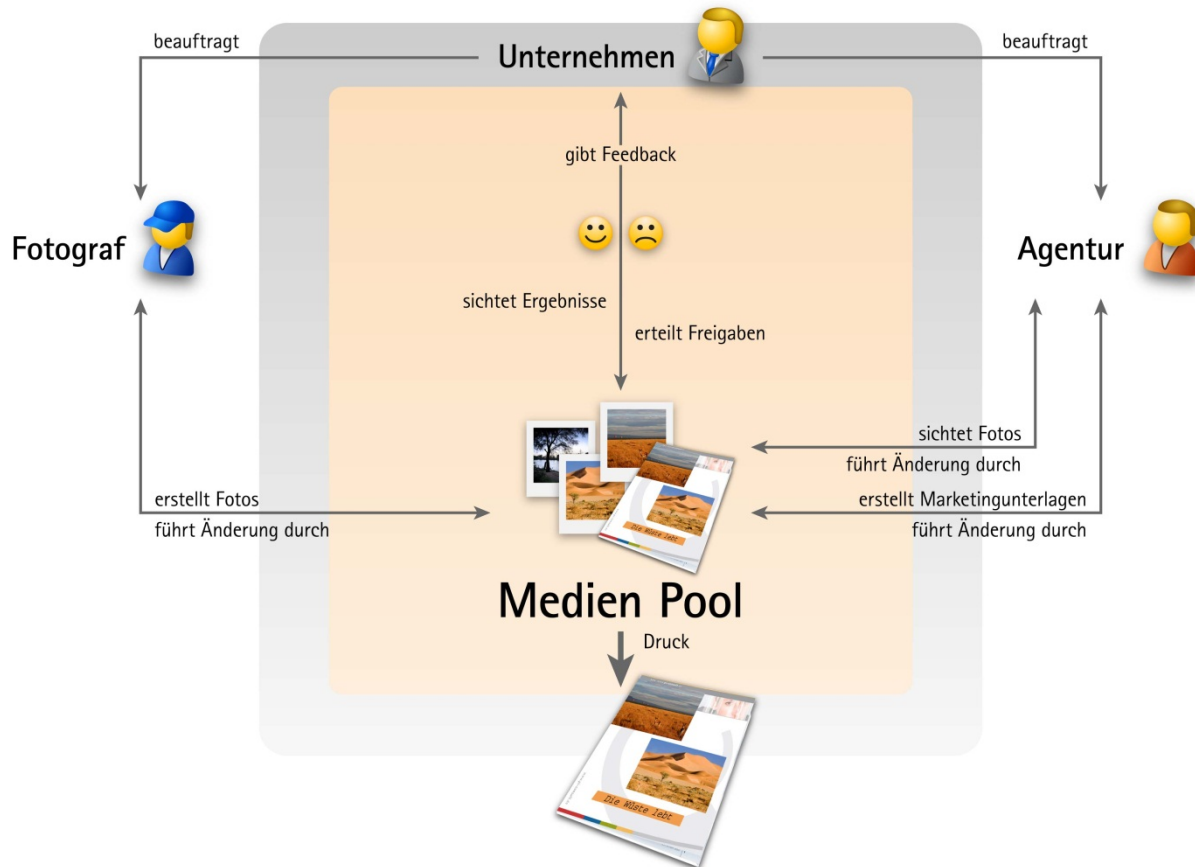 beauftragt
Unternehmen
beauftragt
gibt Feedback
Fotograf
Agentur
sichtet Ergebnisse
erteilt Freigaben
sichtet Fotos
führt Änderung durch
erstellt Fotos
führt Änderung durch
erstellt Marketingunterlagen
führt Änderung durch
Die Wüste lebt
Medien Pool
Druck
Die Wüste lebt